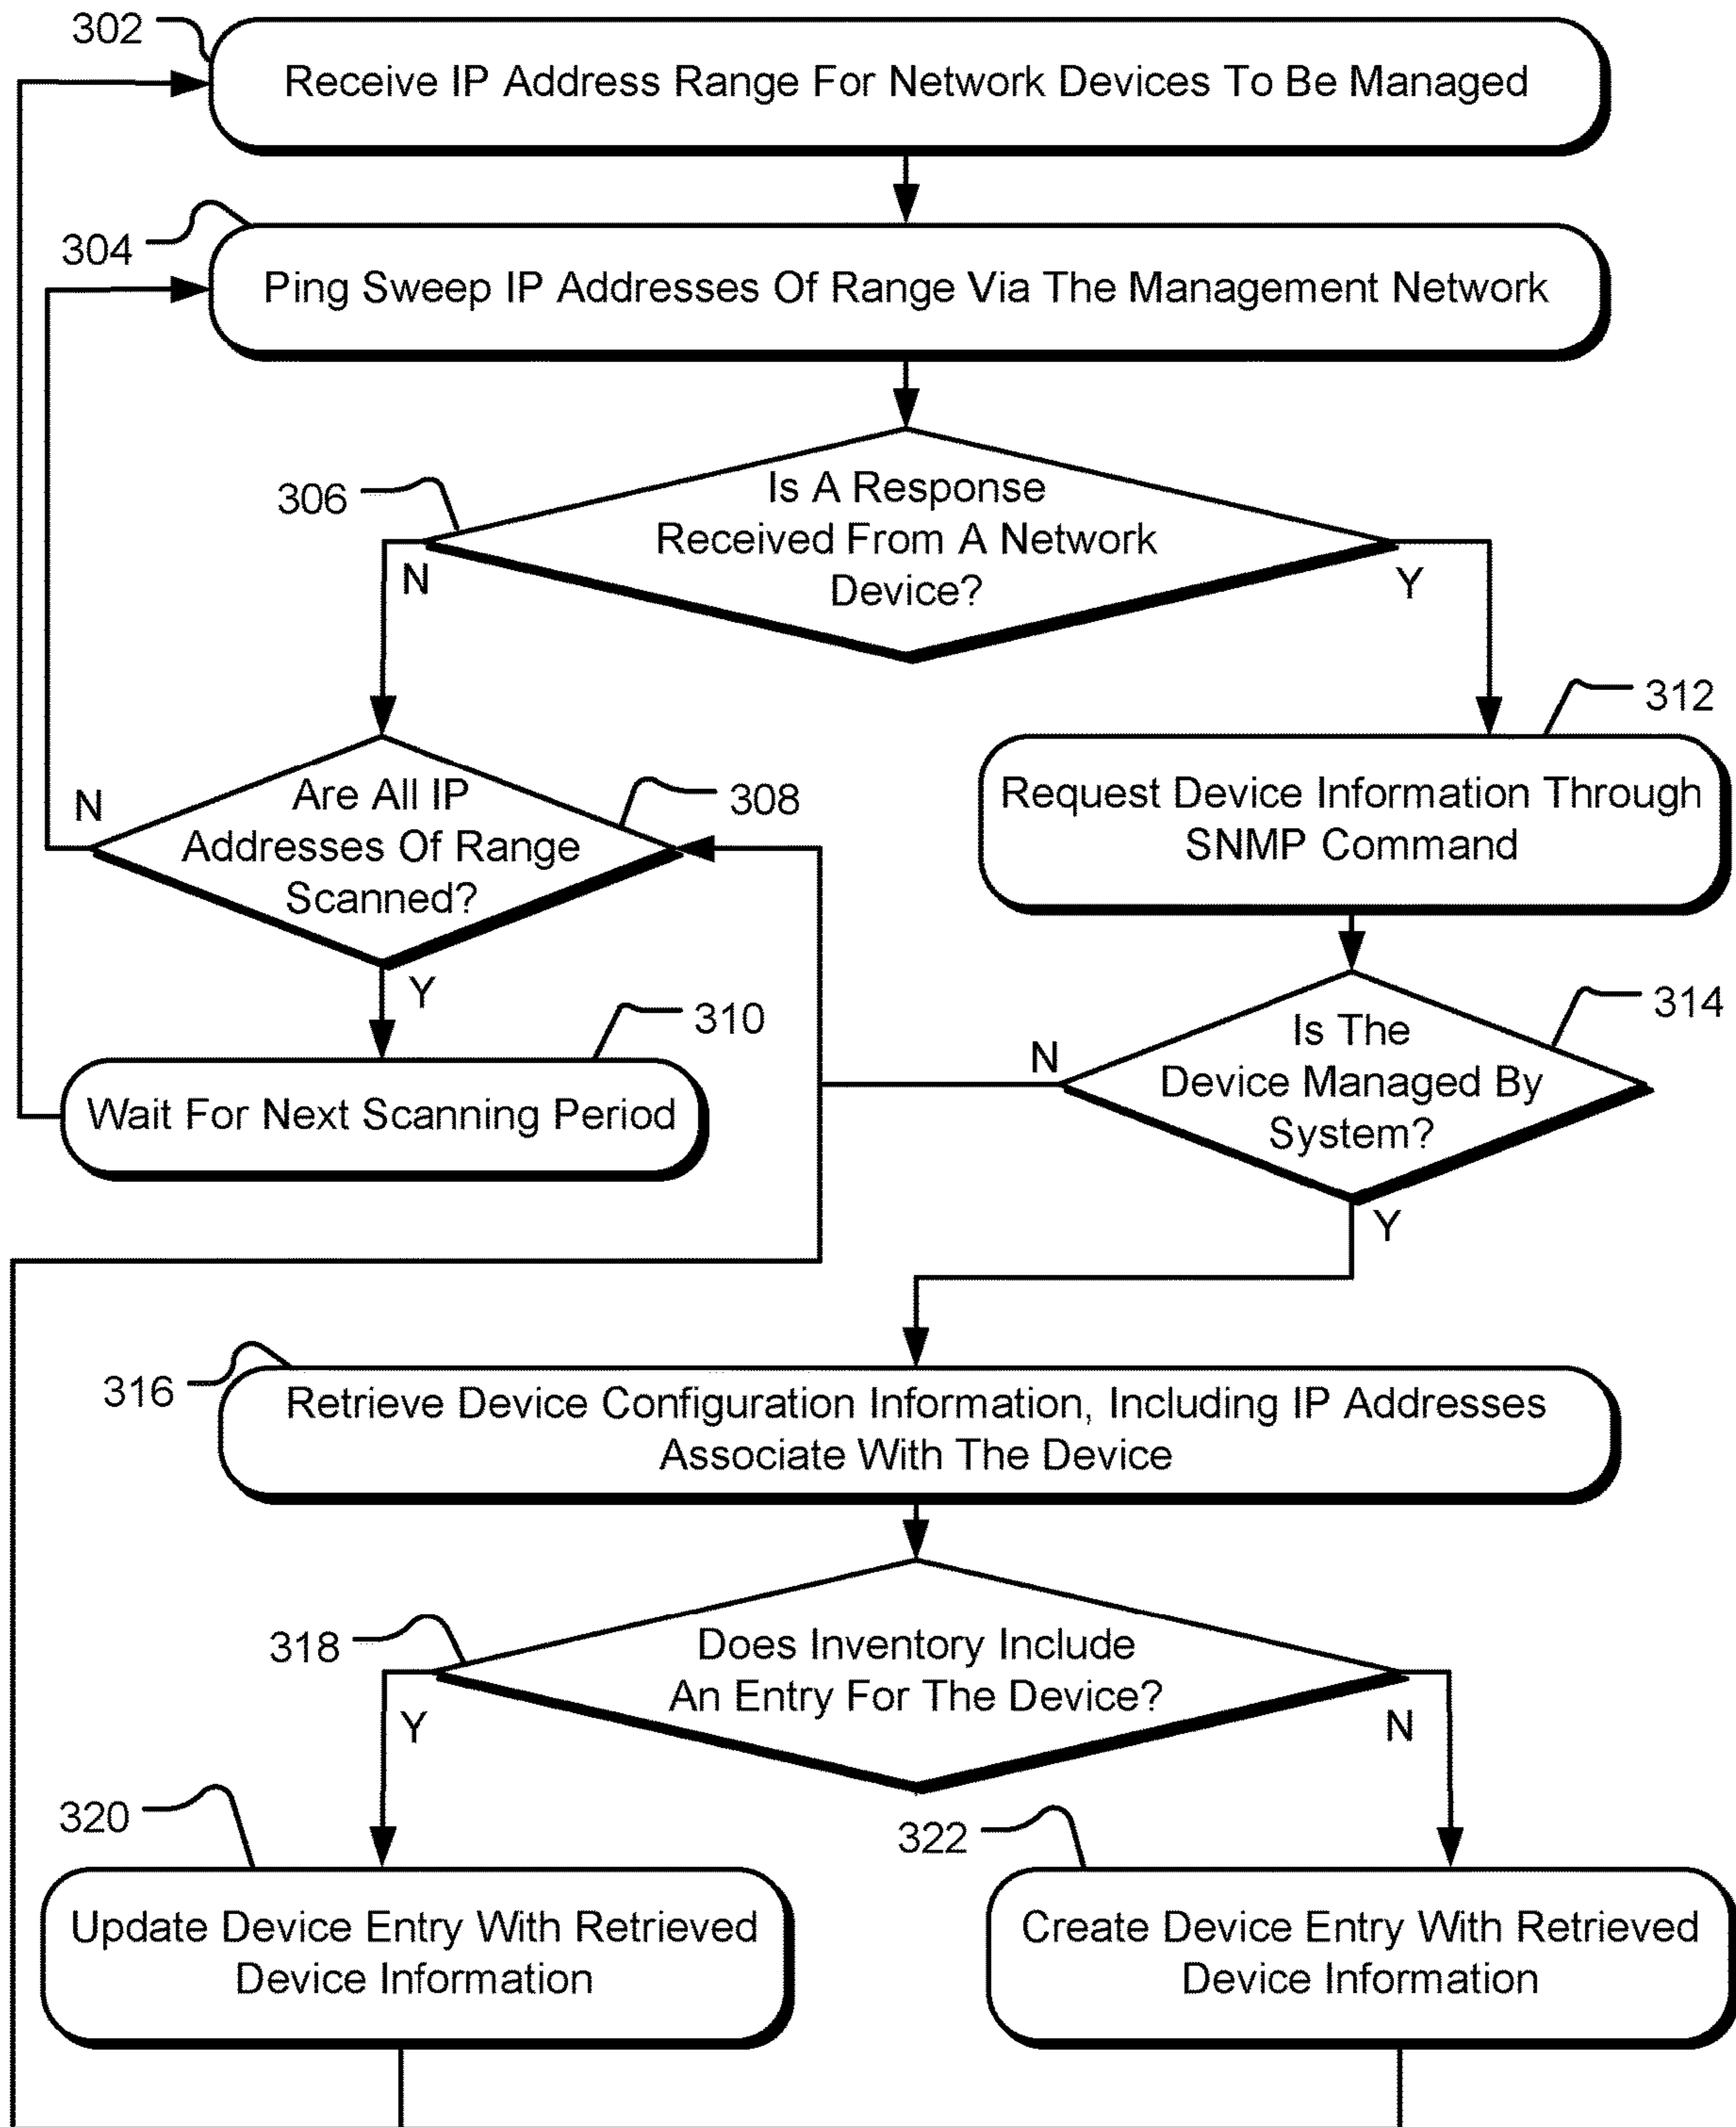 302
Receive IP Address Range For Network Devices To Be Managed
304
Ping Sweep IP Addresses Of Range Via The Management Network
306
Is A Response
Received From A Network
Device?
N
Y
312
Request Device Information Through
SNMP Command
N
Are All IP
Addresses Of Range
Scanned?
308
Y
310
Wait For Next Scanning Period
314
N
Is The
Device Managed By
System?
Y
316
Retrieve Device Configuration Information, Including IP Addresses
Associate With The Device
318
Does Inventory Include
An Entry For The Device?
Y
N
320
322
Update Device Entry With Retrieved
Device Information
Create Device Entry With Retrieved
Device Information